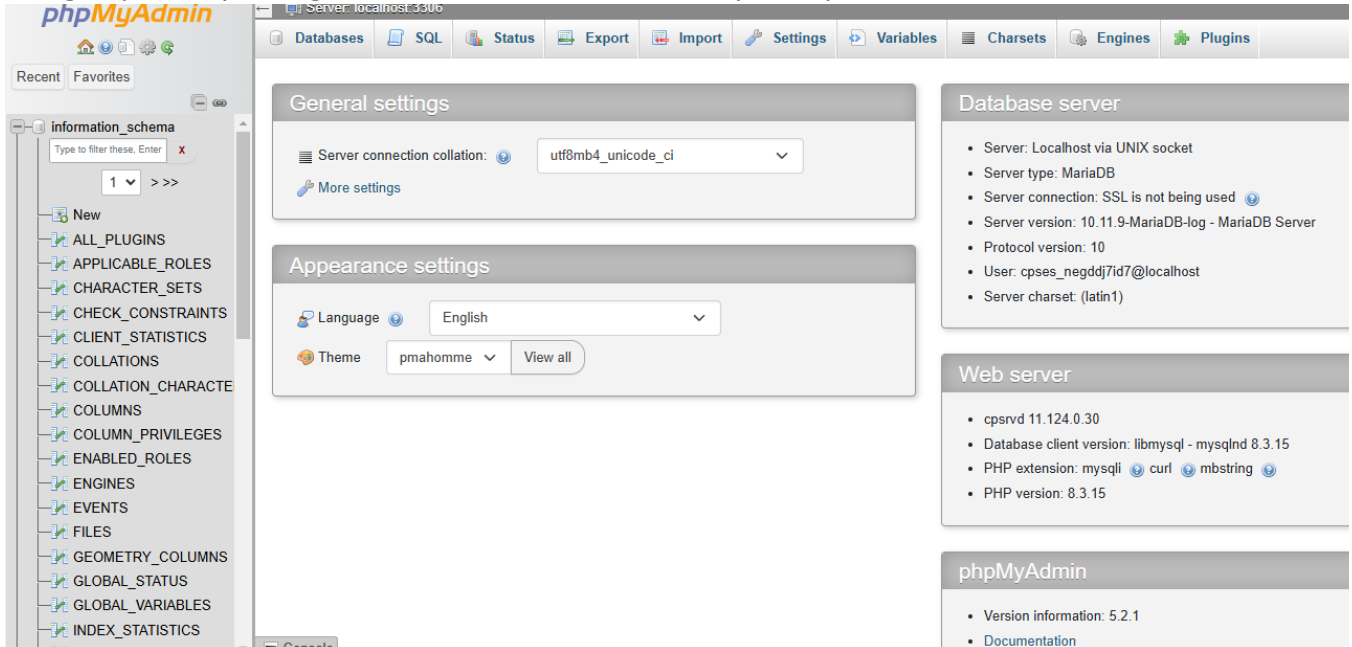 phpMyAdmin
Recent Favorites
information_schema
Type to filter these, Enter X
1 > >>
New
ALL_PLUGINS
APPLICABLE_ROLES
CHARACTER_SETS
CHECK_CONSTRAINTS
CLIENT_STATISTICS
COLLATIONS
COLLATION_CHARACTE
COLUMNS
COLUMN_PRIVILEGES
ENABLED_ROLES
ENGINES
EVENTS
FILES
GEOMETRY_COLUMNS
GLOBAL_STATUS
GLOBAL_VARIABLES
INDEX_STATISTICS
Server: localhost:3306
Databases SQL Status Export Import Settings Variables Charsets Engines Plugins
General settings
Server connection collation: utf8mb4_unicode_ci
More settings
Appearance settings
Language English
Theme pmahomme View all
Console
Database server
Server: Localhost via UNIX socket
Server type: MariaDB
Server connection: SSL is not being used
Server version: 10.11.9-MariaDB-log - MariaDB Server
Protocol version: 10
User: cpses_negddj7id7@localhost
Server charset: (latin1)
Web server
cpsrvd 11.124.0.30
Database client version: libmysql - mysqlnd 8.3.15
PHP extension: mysqli curl mbstring
PHP version: 8.3.15
phpMyAdmin
Version information: 5.2.1
Documentation